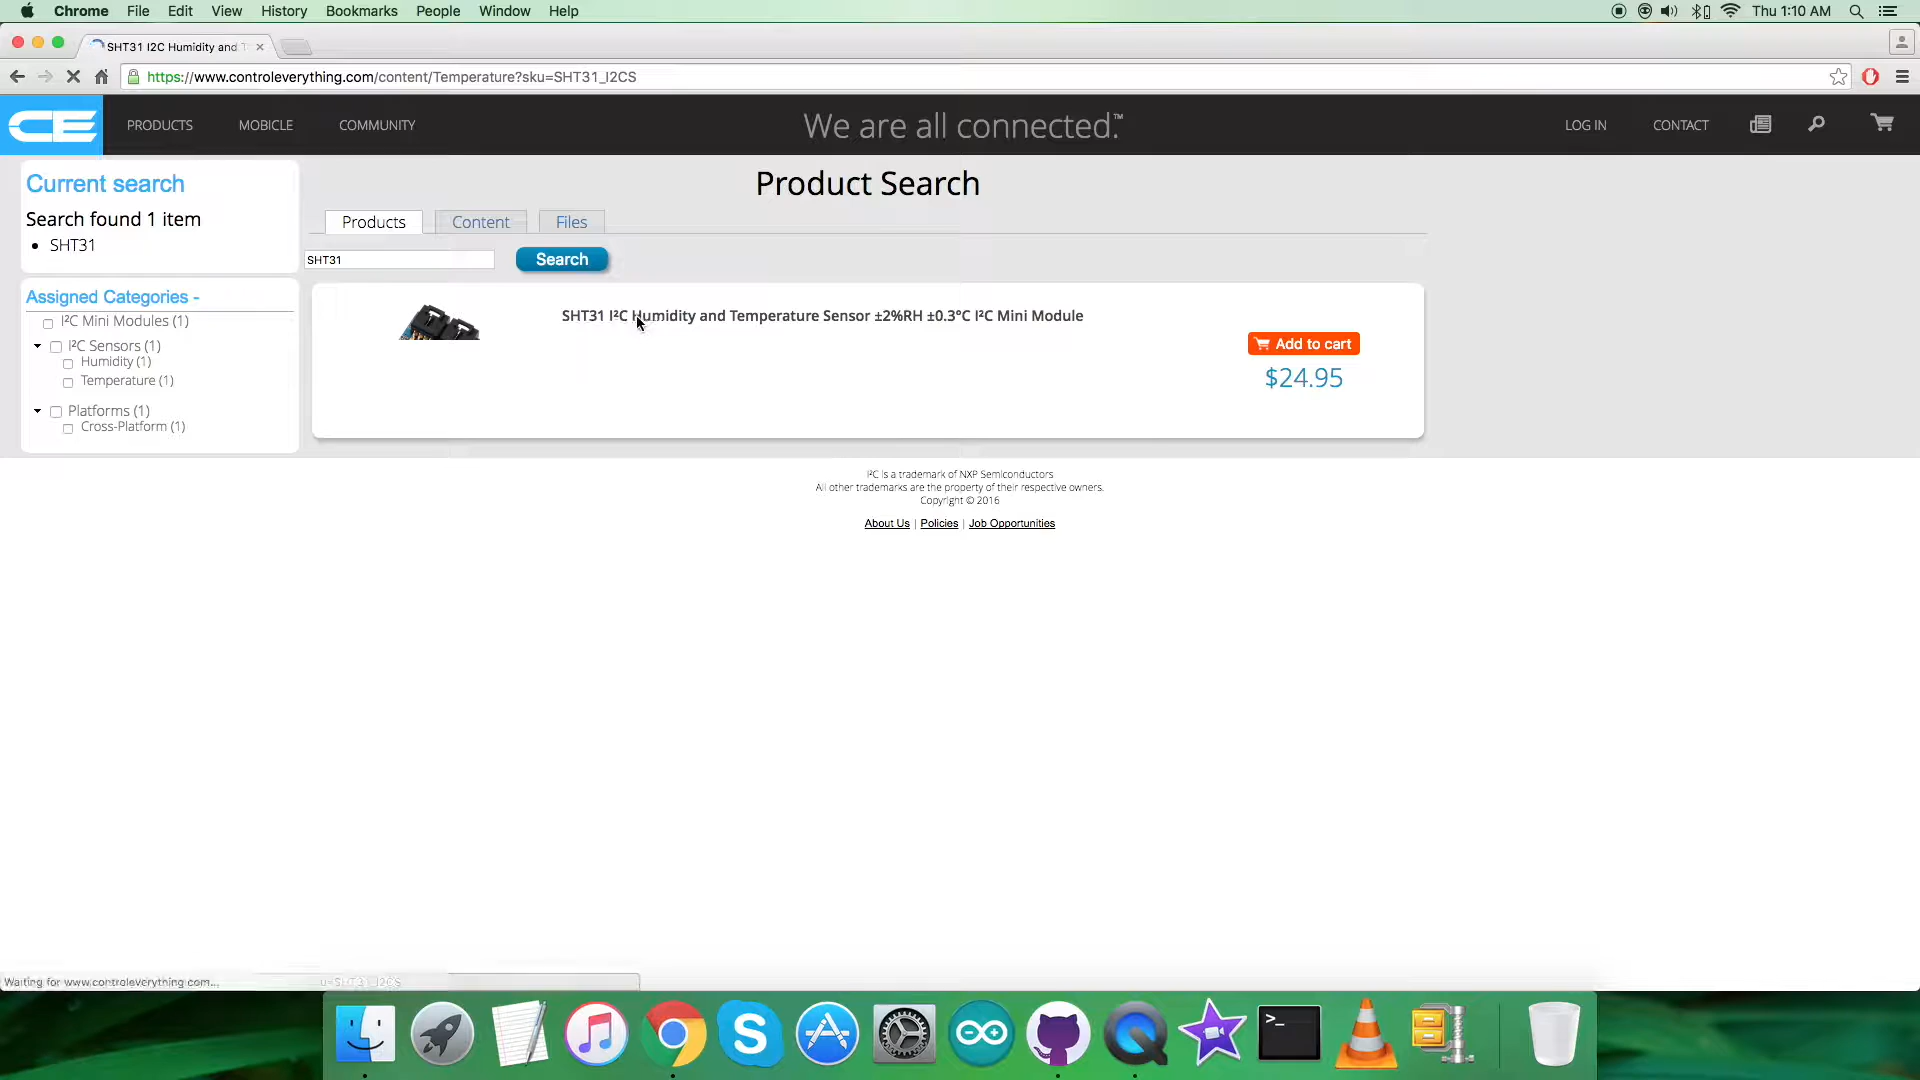 Chrome File Edit View History Bookmarks People Window Help Thu 1:10 AM
SHT31 I2C Humidity and T
https://www.controleverything.com/content/Temperature?sku=SHT31_I2CS
CE PRODUCTS MOBICLE COMMUNITY We are all connected.™ LOG IN CONTACT
Current search
Search found 1 item
• SHT31
Assigned Categories -
I²C Mini Modules (1)
I²C Sensors (1)
Humidity (1)
Temperature (1)
Platforms (1)
Cross-Platform (1)
Product Search
Products Content Files
SHT31 Search
SHT31 I²C Humidity and Temperature Sensor ±2%RH ±0.3°C I²C Mini Module
Add to cart
$24.95
I²C is a trademark of NXP Semiconductors
All other trademarks are the property of their respective owners.
Copyright © 2016
About Us | Policies | Job Opportunities
Waiting for www.controleverything.com... u=SHT31_I2CS